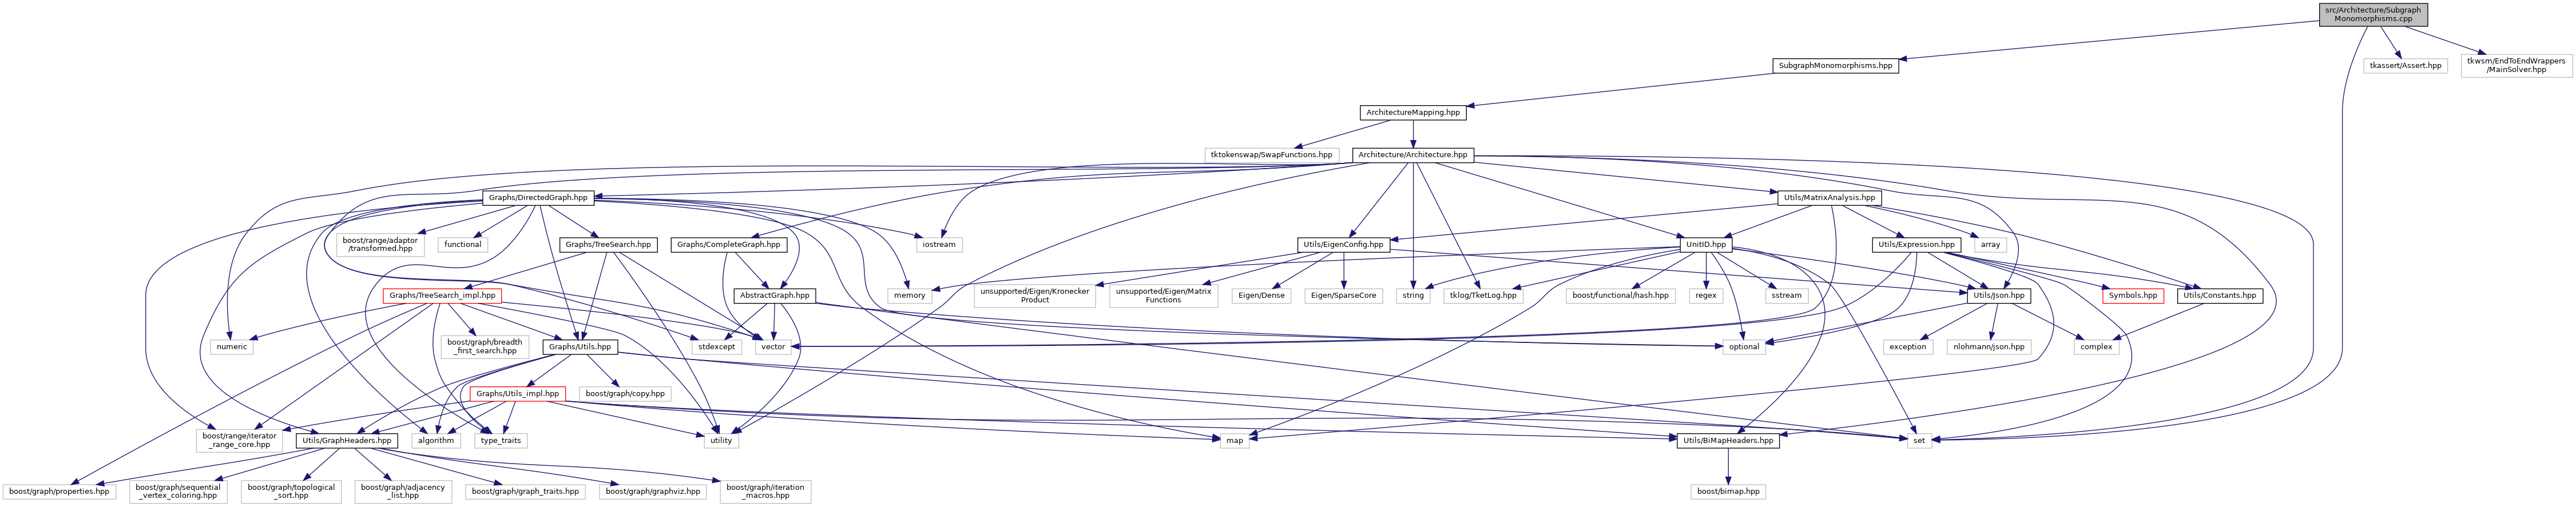 src/Architecture/Subgraph
Monomorphisms.cpp
SubgraphMonomorphisms.hpp
tkassert/Assert.hpp
tkwsm/EndToEndWrappers
/MainSolver.hpp
ArchitectureMapping.hpp
tktokenswap/SwapFunctions.hpp
Architecture/Architecture.hpp
Graphs/DirectedGraph.hpp
Utils/MatrixAnalysis.hpp
boost/range/adaptor
/transformed.hpp
functional
Graphs/TreeSearch.hpp
Graphs/CompleteGraph.hpp
iostream
Utils/EigenConfig.hpp
UnitID.hpp
Utils/Expression.hpp
array
Graphs/TreeSearch_impl.hpp
AbstractGraph.hpp
memory
unsupported/Eigen/Kronecker
Product
unsupported/Eigen/Matrix
Functions
Eigen/Dense
Eigen/SparseCore
string
tklog/TketLog.hpp
boost/functional/hash.hpp
regex
sstream
Utils/Json.hpp
Symbols.hpp
Utils/Constants.hpp
numeric
boost/graph/breadth
_first_search.hpp
Graphs/Utils.hpp
stdexcept
vector
optional
exception
nlohmann/json.hpp
complex
Graphs/Utils_impl.hpp
boost/graph/copy.hpp
boost/range/iterator
_range_core.hpp
Utils/GraphHeaders.hpp
algorithm
type_traits
utility
map
Utils/BiMapHeaders.hpp
set
boost/graph/properties.hpp
boost/graph/sequential
_vertex_coloring.hpp
boost/graph/topological
_sort.hpp
boost/graph/adjacency
_list.hpp
boost/graph/graph_traits.hpp
boost/graph/graphviz.hpp
boost/graph/iteration
_macros.hpp
boost/bimap.hpp